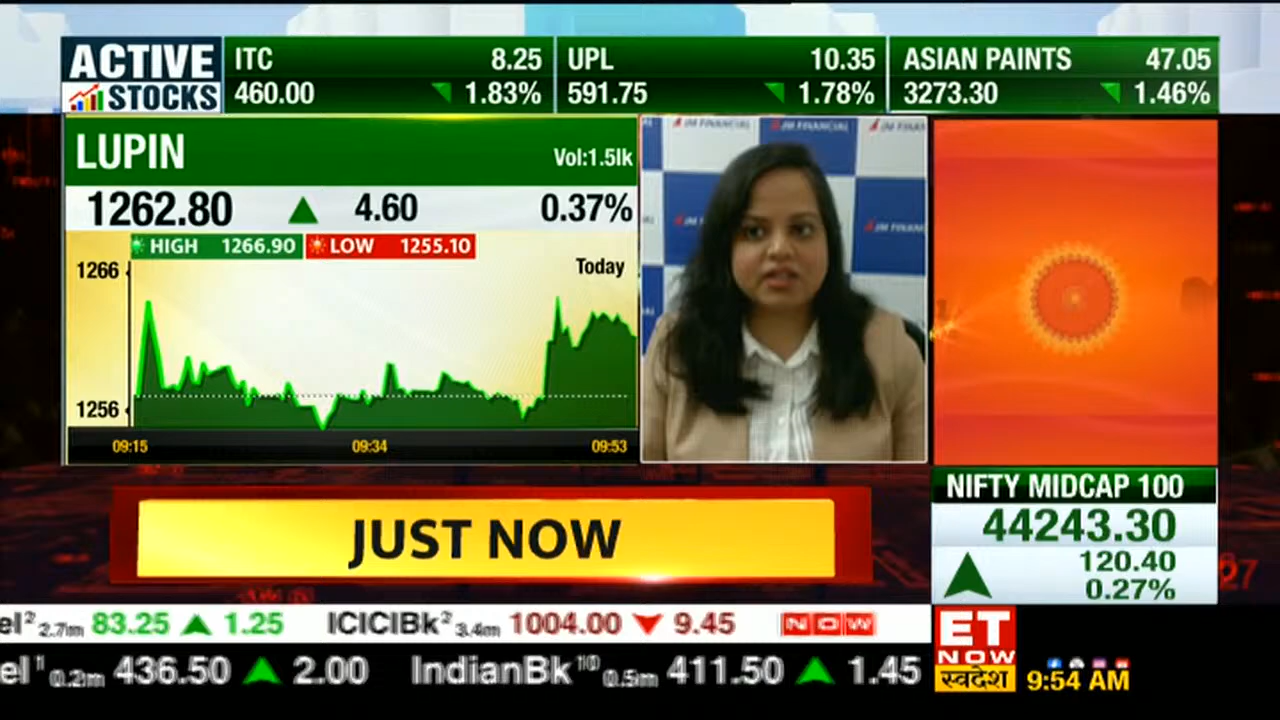 ACTIVE STOCKS
ITC 8.25
460.00 1.83%
UPL 10.35
591.75 1.78%
ASIAN PAINTS 47.05
3273.30 1.46%
LUPIN
Vol:1.5lk
1262.80 4.60 0.37%
HIGH 1266.90 LOW 1255.10
Today
1266
1256
09:15 09:34 09:53
JM FINANCIAL
JUST NOW
NIFTY MIDCAP 100
44243.30
120.40
0.27%
el² 2.7m 83.25 1.25 ICICIBk² 3.4m 1004.00 9.45 NOW
el¹ 0.2m 436.50 2.00 IndianBk¹⁰ 0.5m 411.50 1.45
ET
NOW
स्वदेश
9:54 AM